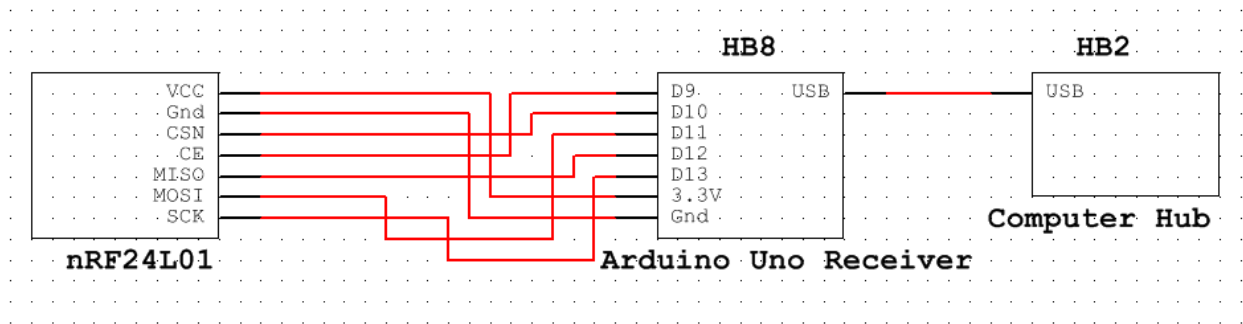 HB8
HB2
VCC
Gnd
CSN
CE
MISO
MOSI
SCK
nRF24L01
D9 USB
D10
D11
D12
D13
3.3V
Gnd
Arduino Uno Receiver
USB
Computer Hub